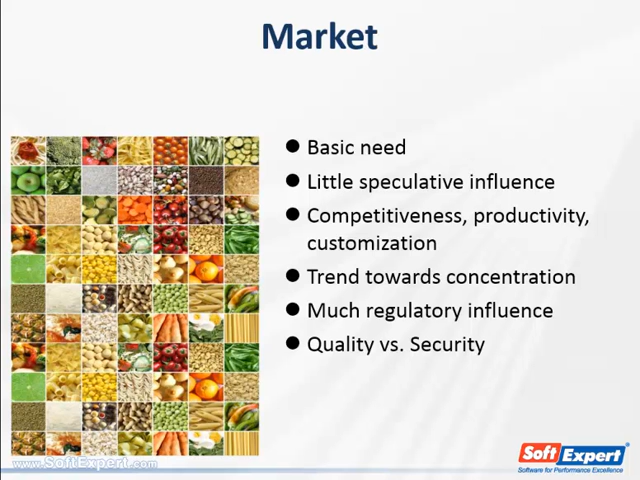 Market
Basic need
Little speculative influence
Competitiveness, productivity,
customization
Trend towards concentration
Much regulatory influence
Quality vs. Security
www.SoftExpert.com
Soft Expert
Software for Performance Excellence